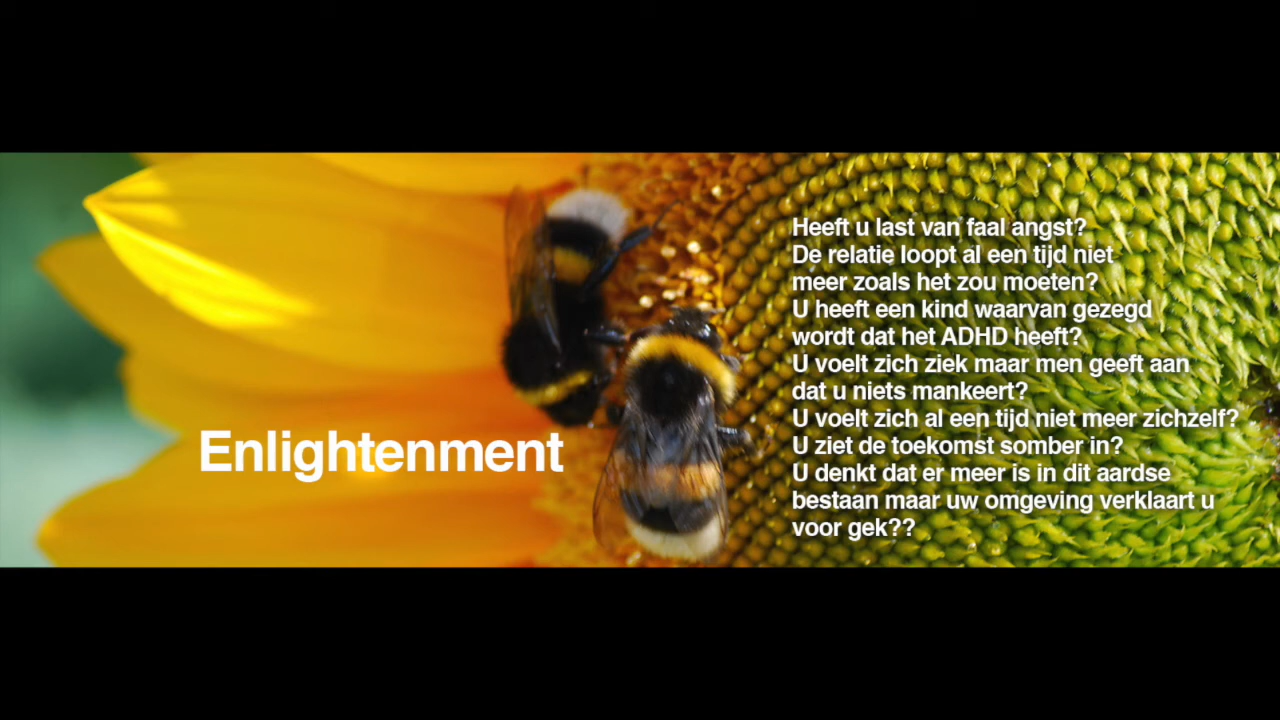 Enlightenment
Heeft u last van faal angst?
De relatie loopt al een tijd niet
meer zoals het zou moeten?
U heeft een kind waarvan gezegd
wordt dat het ADHD heeft?
U voelt zich ziek maar men geeft aan
dat u niets mankeert?
U voelt zich al een tijd niet meer zichzelf?
U ziet de toekomst somber in?
U denkt dat er meer is in dit aardse
bestaan maar uw omgeving verklaart u
voor gek??